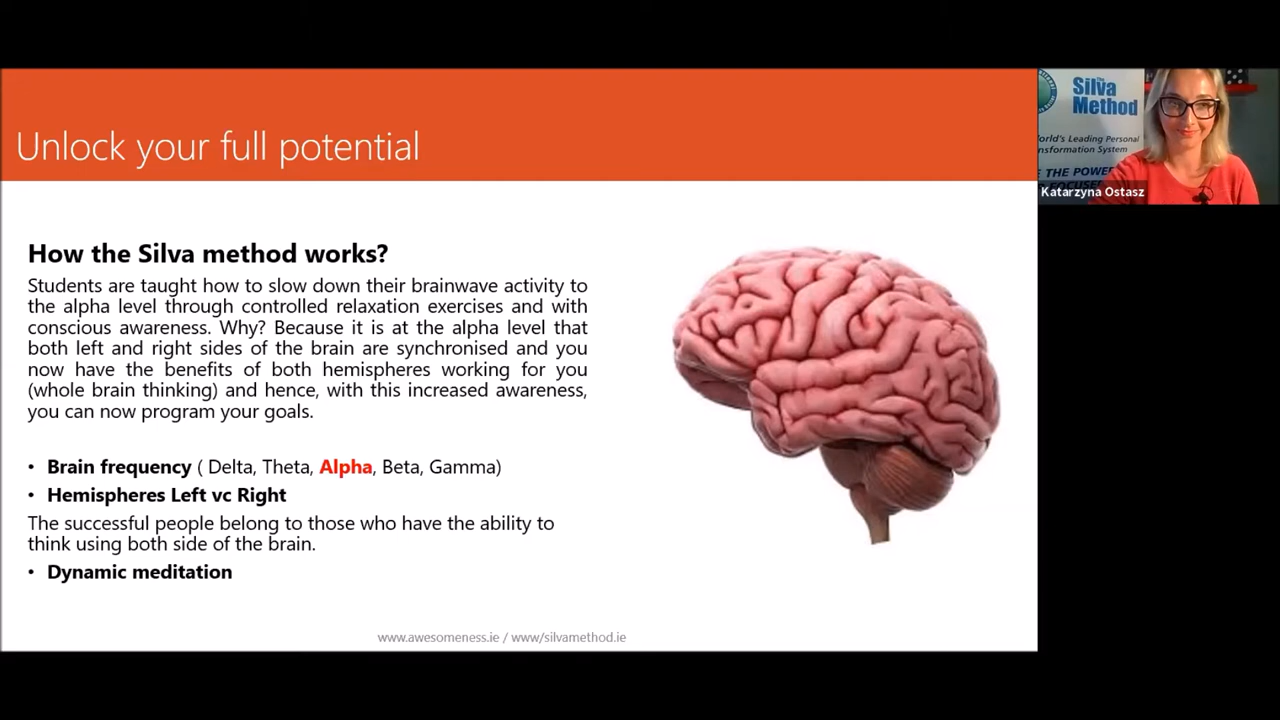 Unlock your full potential
How the Silva method works?
Students are taught how to slow down their brainwave activity to
the alpha level through controlled relaxation exercises and with
conscious awareness. Why? Because it is at the alpha level that
both left and right sides of the brain are synchronised and you
now have the benefits of both hemispheres working for you
(whole brain thinking) and hence, with this increased awareness,
you can now program your goals.
• Brain frequency ( Delta, Theta, Alpha, Beta, Gamma)
• Hemispheres Left vc Right
The successful people belong to those who have the ability to
think using both side of the brain.
• Dynamic meditation
www.awesomeness.ie / www/silvamethod.ie
The
Silva
Method
orld's Leading Personal
nsformation System
E THE POWE
FOCUSE
Katarzyna Ostasz